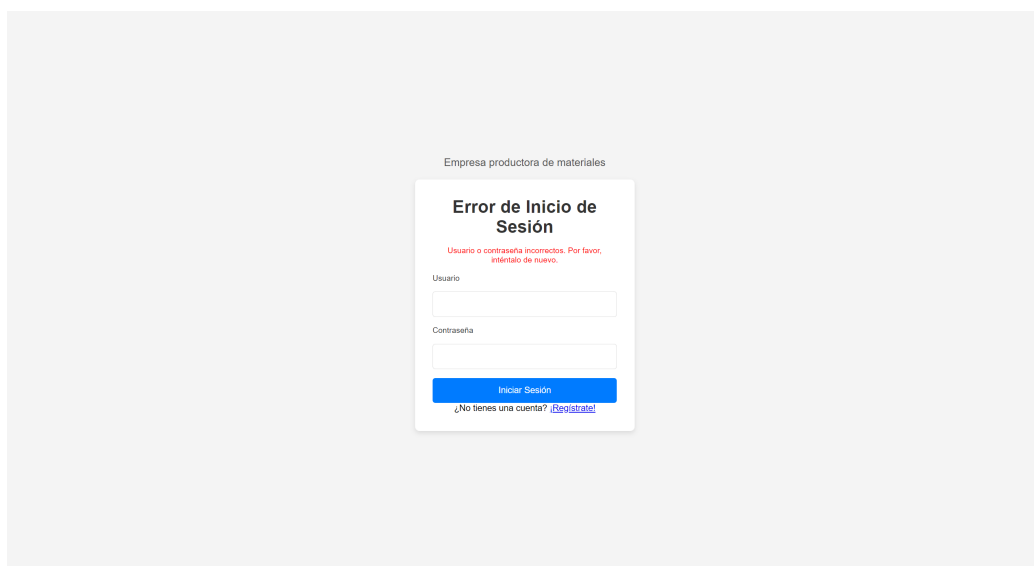 Empresa productora de materiales
Error de Inicio de
Sesión
Usuario o contraseña incorrectos. Por favor,
inténtalo de nuevo.
Usuario
Contraseña
Iniciar Sesión
¿No tienes una cuenta? ¡Regístrate!